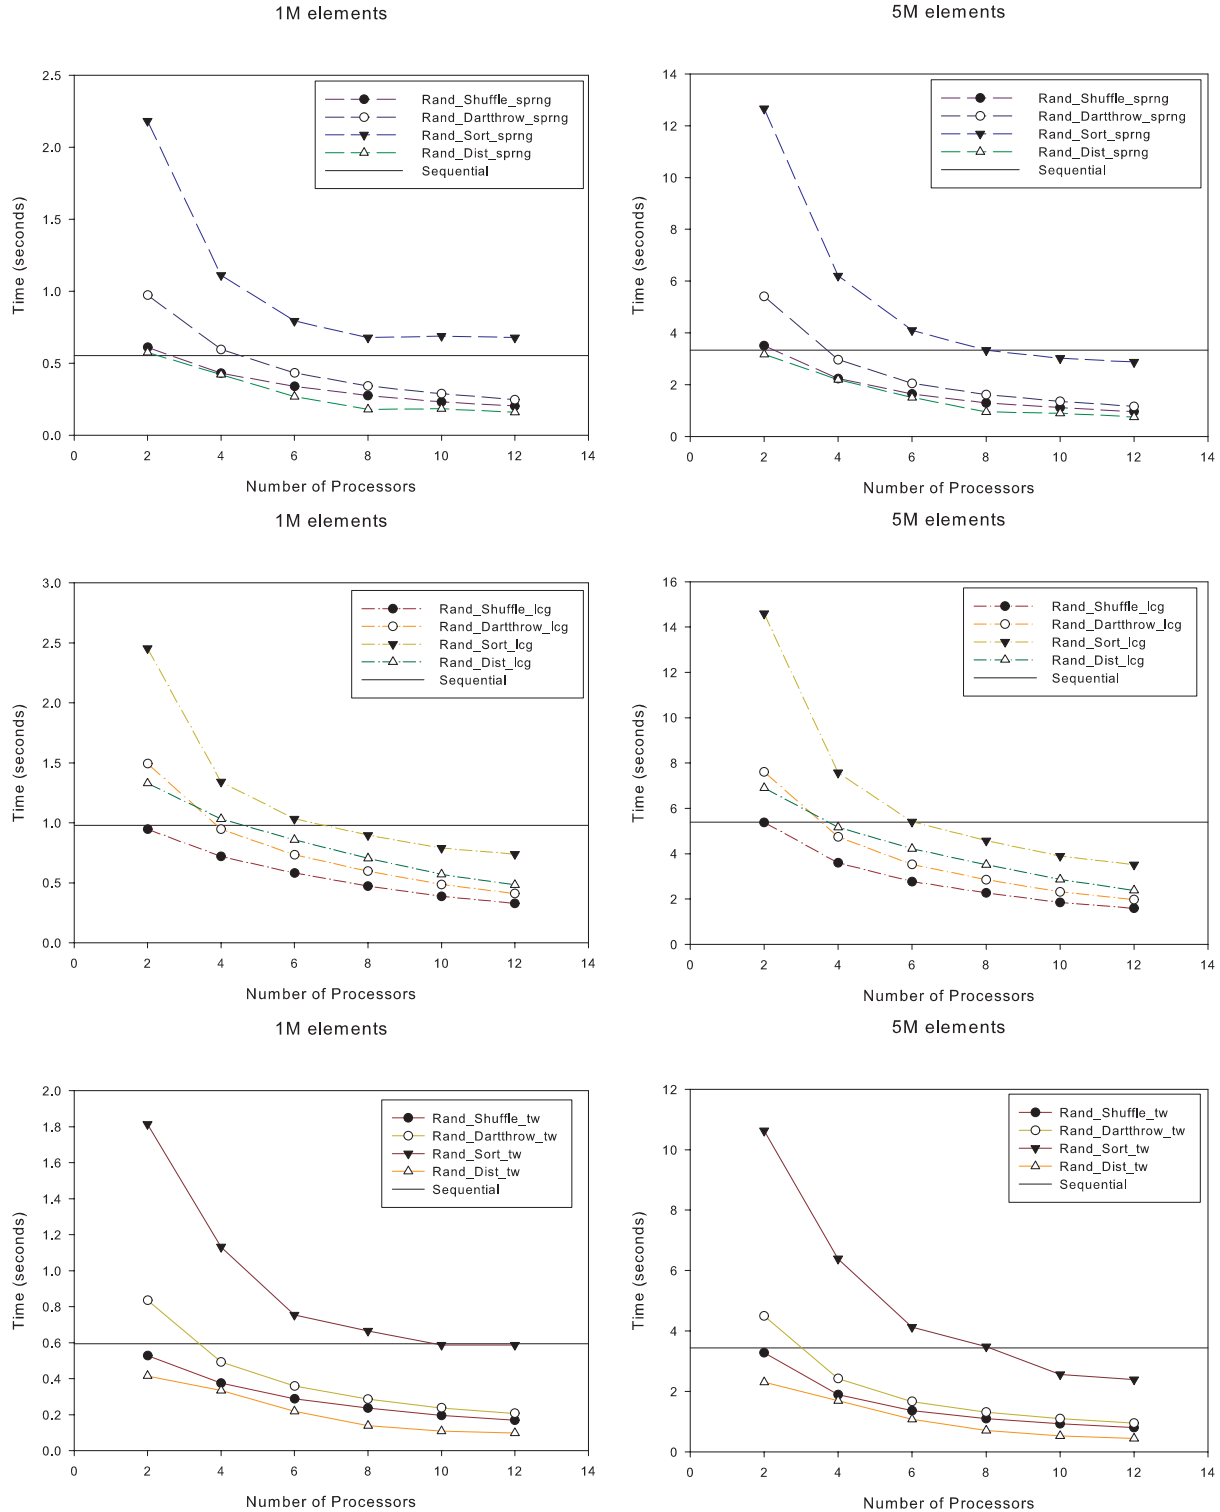 1M elements
2.5
2.0
1.5
1.0
0.5
0.0
Time (seconds)
Rand_Shuffle_sprng
Rand_Dartthrow_sprng
Rand_Sort_sprng
Rand_Dist_sprng
Sequential
0 2 4 6 8 10 12 14
Number of Processors
5M elements
14
12
10
8
6
4
2
0
Time (seconds)
Rand_Shuffle_sprng
Rand_Dartthrow_sprng
Rand_Sort_sprng
Rand_Dist_sprng
Sequential
0 2 4 6 8 10 12 14
Number of Processors
1M elements
3.0
2.5
2.0
1.5
1.0
0.5
0.0
Time (seconds)
Rand_Shuffle_lcg
Rand_Dartthrow_lcg
Rand_Sort_lcg
Rand_Dist_lcg
Sequential
0 2 4 6 8 10 12 14
Number of Processors
5M elements
16
14
12
10
8
6
4
2
0
Time (seconds)
Rand_Shuffle_lcg
Rand_Dartthrow_lcg
Rand_Sort_lcg
Rand_Dist_lcg
Sequential
0 2 4 6 8 10 12 14
Number of Processors
1M elements
2.0
1.8
1.6
1.4
1.2
1.0
0.8
0.6
0.4
0.2
0.0
Time (seconds)
Rand_Shuffle_tw
Rand_Dartthrow_tw
Rand_Sort_tw
Rand_Dist_tw
Sequential
0 2 4 6 8 10 12 14
Number of Processors
5M elements
12
10
8
6
4
2
0
Time (seconds)
Rand_Shuffle_tw
Rand_Dartthrow_tw
Rand_Sort_tw
Rand_Dist_tw
Sequential
0 2 4 6 8 10 12 14
Number of Processors